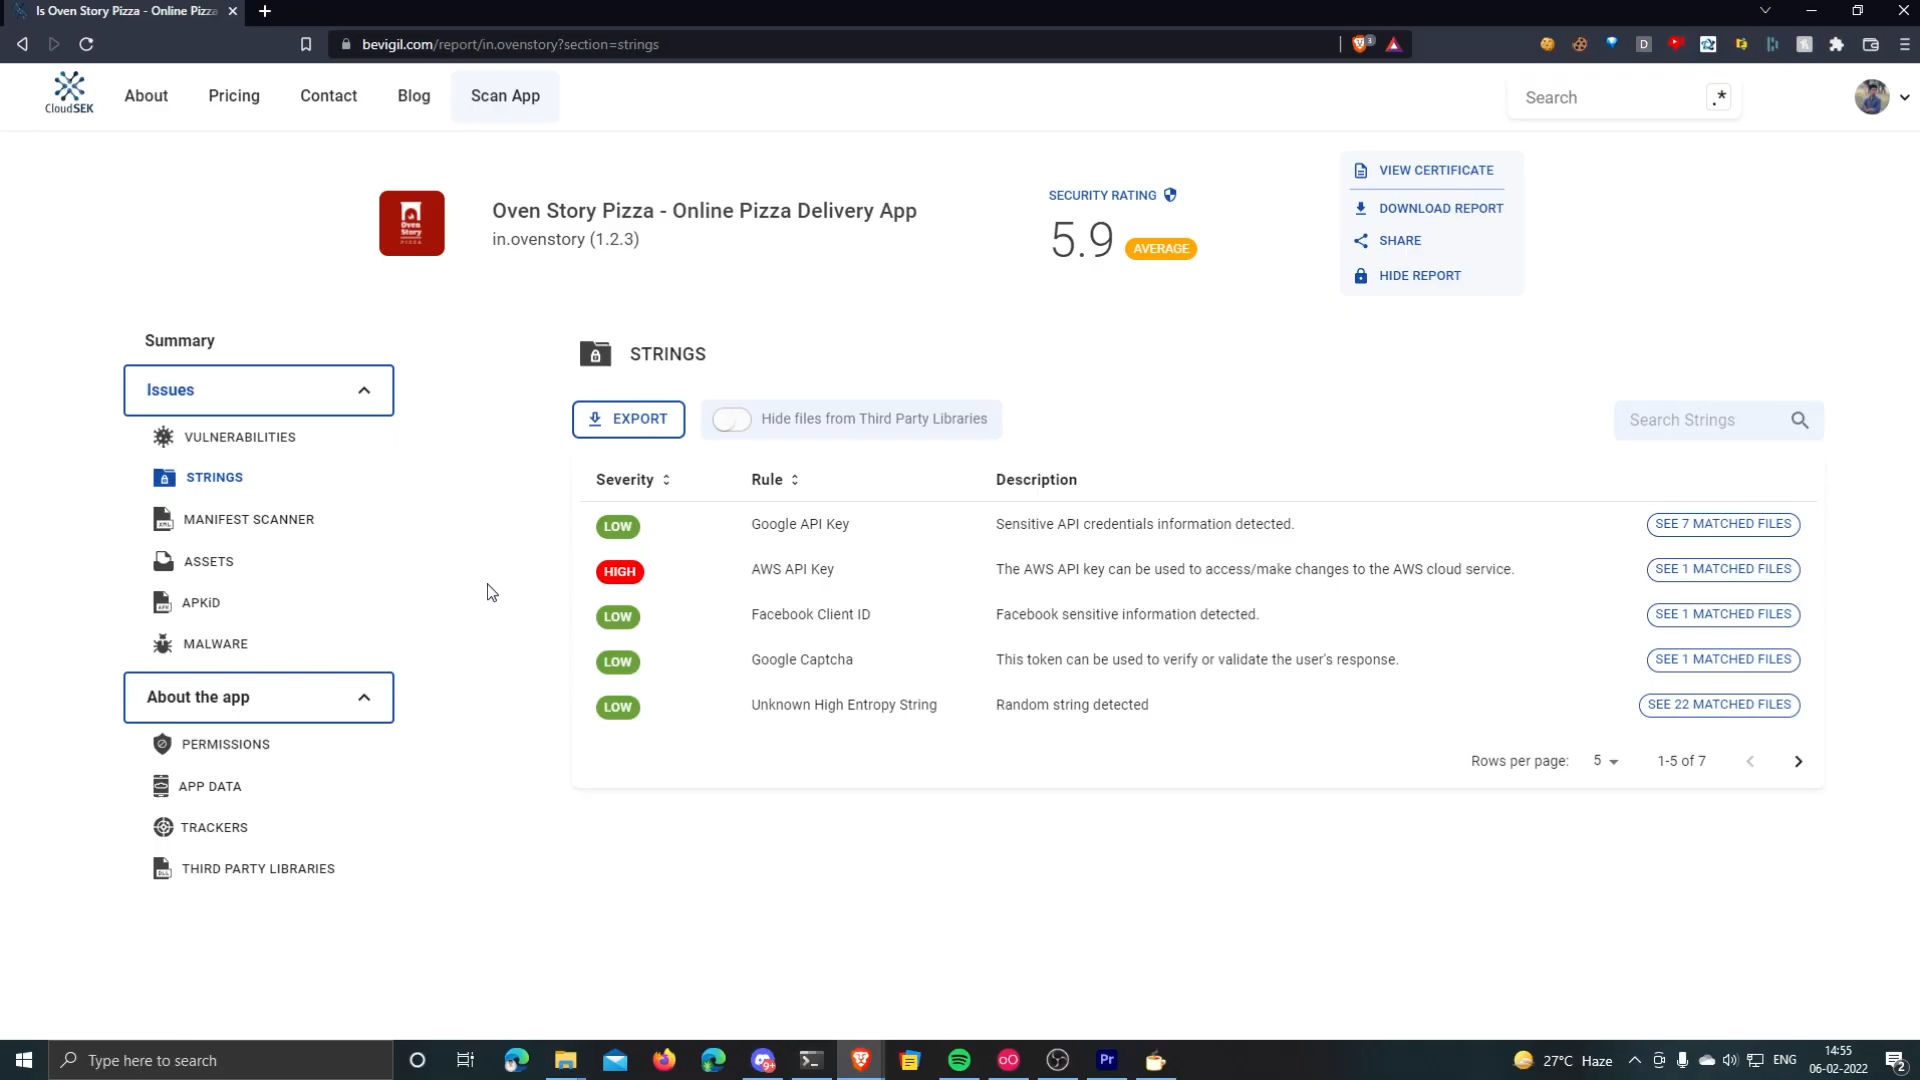 Is Oven Story Pizza - Online Pizza
bevigil.com/report/in.ovenstory?section=strings
CloudSEK
About
Pricing
Contact
Blog
Scan App
Search
.*
Oven Story PIZZA
Oven Story Pizza - Online Pizza Delivery App
in.ovenstory (1.2.3)
SECURITY RATING
5.9 AVERAGE
VIEW CERTIFICATE
DOWNLOAD REPORT
SHARE
HIDE REPORT
Summary
Issues
VULNERABILITIES
STRINGS
MANIFEST SCANNER
ASSETS
APKiD
MALWARE
About the app
PERMISSIONS
APP DATA
TRACKERS
THIRD PARTY LIBRARIES
STRINGS
EXPORT
Hide files from Third Party Libraries
Search Strings
Severity Rule Description
LOW Google API Key Sensitive API credentials information detected. SEE 7 MATCHED FILES
HIGH AWS API Key The AWS API key can be used to access/make changes to the AWS cloud service. SEE 1 MATCHED FILES
LOW Facebook Client ID Facebook sensitive information detected. SEE 1 MATCHED FILES
LOW Google Captcha This token can be used to verify or validate the user's response. SEE 1 MATCHED FILES
LOW Unknown High Entropy String Random string detected SEE 22 MATCHED FILES
Rows per page: 5 1-5 of 7
Type here to search
9+
Pr
27°C Haze
ENG
14:55
06-02-2022
2